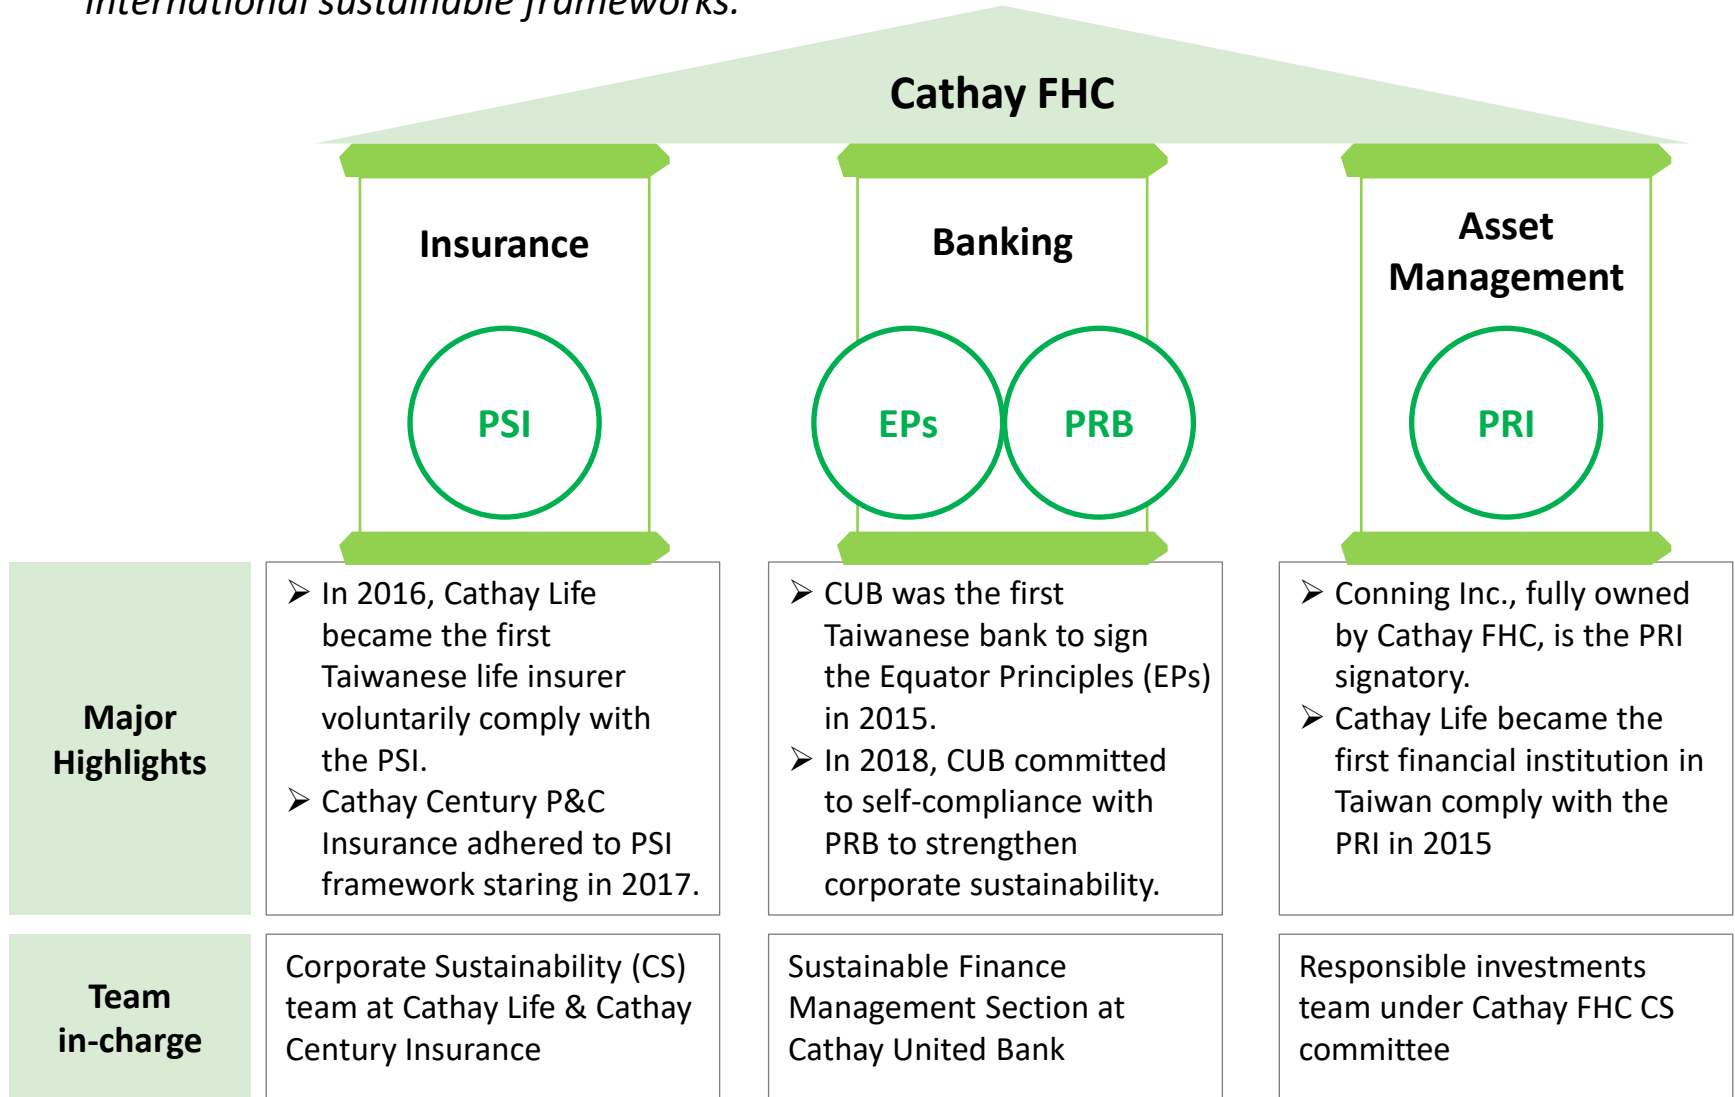 international sustainable frameworks.
Cathay FHC
Insurance
Banking
Asset
Management
PSI
EPs
PRB
PRI
Major
Highlights
➢ In 2016, Cathay Life
became the first
Taiwanese life insurer
voluntarily comply with
the PSI.
➢ Cathay Century P&C
Insurance adhered to PSI
framework staring in 2017.
➢ CUB was the first
Taiwanese bank to sign
the Equator Principles (EPs)
in 2015.
➢ In 2018, CUB committed
to self-compliance with
PRB to strengthen
corporate sustainability.
➢ Conning Inc., fully owned
by Cathay FHC, is the PRI
signatory.
➢ Cathay Life became the
first financial institution in
Taiwan comply with the
PRI in 2015
Team
in-charge
Corporate Sustainability (CS)
team at Cathay Life & Cathay
Century Insurance
Sustainable Finance
Management Section at
Cathay United Bank
Responsible investments
team under Cathay FHC CS
committee